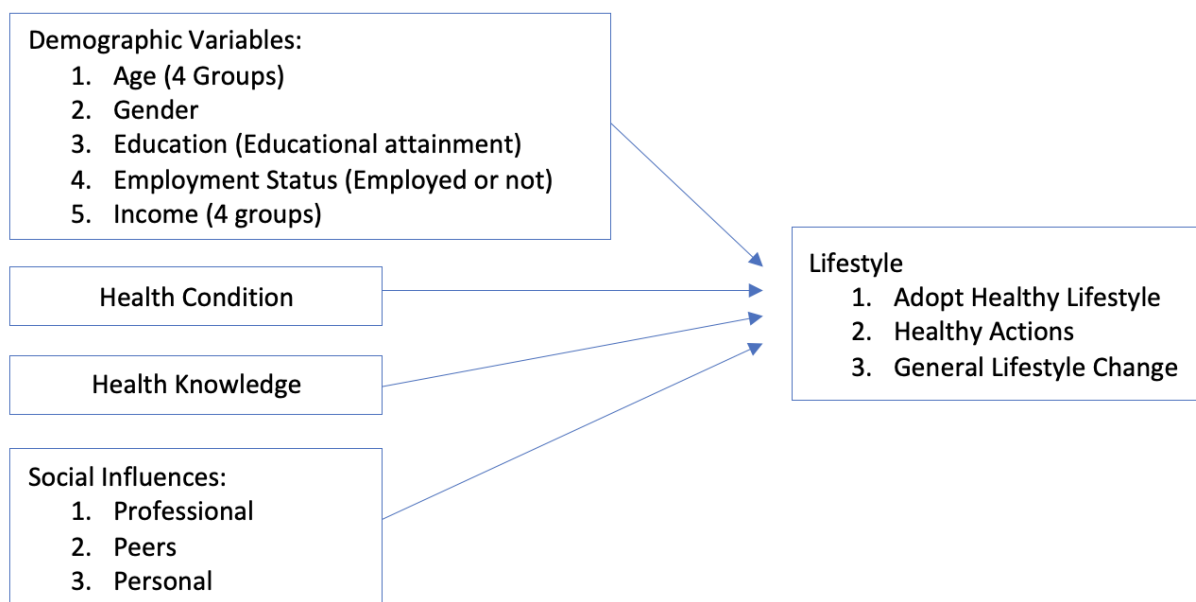 Demographic Variables:
1. Age (4 Groups)
2. Gender
3. Education (Educational attainment)
4. Employment Status (Employed or not)
5. Income (4 groups)
Health Condition
Health Knowledge
Social Influences:
1. Professional
2. Peers
3. Personal
Lifestyle
1. Adopt Healthy Lifestyle
2. Healthy Actions
3. General Lifestyle Change